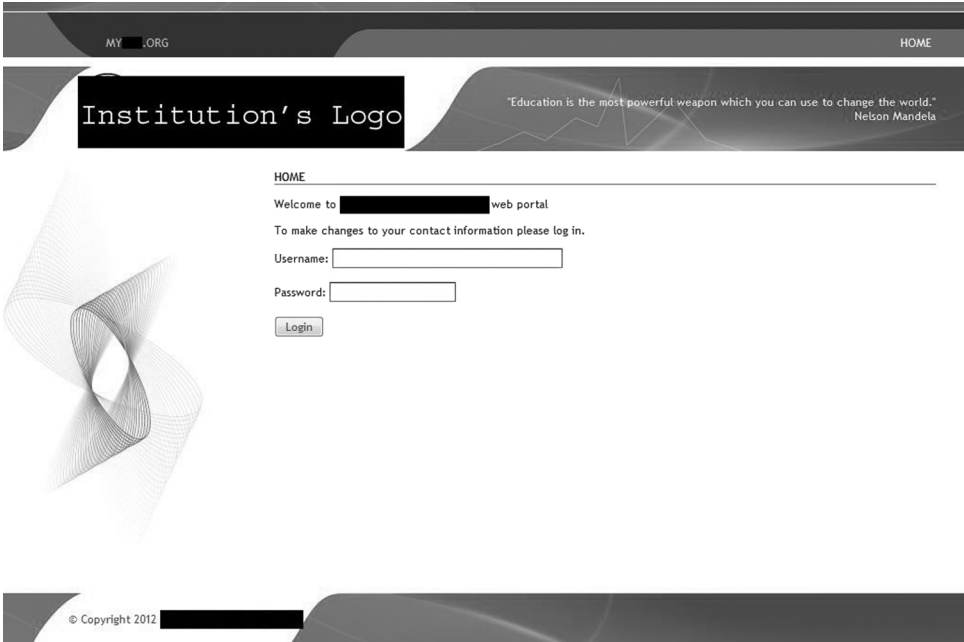 MY .ORG
HOME
Institution's Logo
"Education is the most powerful weapon which you can use to change the world."
Nelson Mandela
HOME
Welcome to web portal
To make changes to your contact information please log in.
Username:
Password:
Login
© Copyright 2012